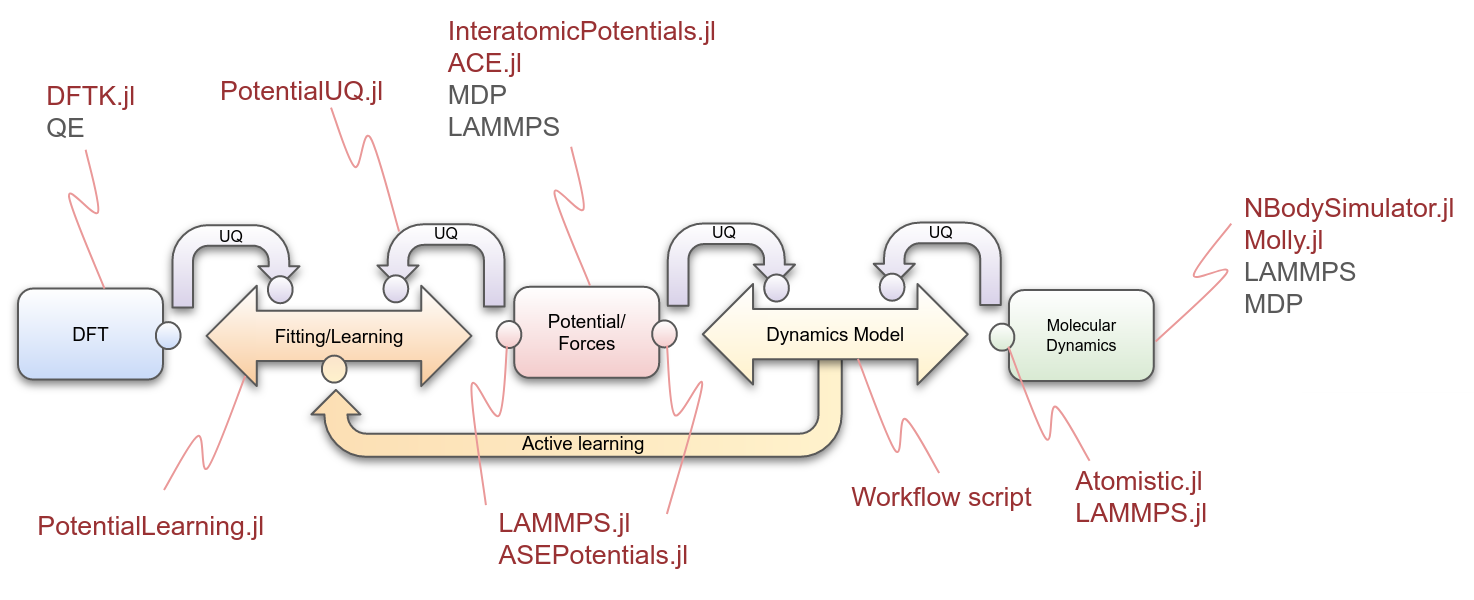 InteratomicPotentials.jl
ACE.jl
MDP
LAMMPS
DFTK.jl
QE
PotentialUQ.jl
NBodySimulator.jl
Molly.jl
LAMMPS
MDP
UQ
UQ
UQ
UQ
DFT
Fitting/Learning
Potential/
Forces
Dynamics Model
Molecular
Dynamics
Active learning
PotentialLearning.jl
LAMMPS.jl
ASEPotentials.jl
Workflow script
Atomistic.jl
LAMMPS.jl